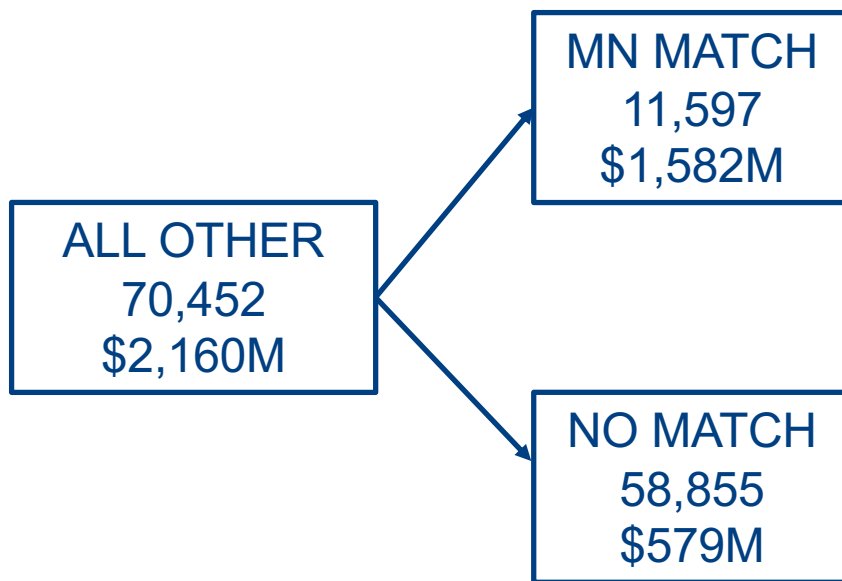 MN MATCH
11,597
$1,582M
ALL OTHER
70,452
$2,160M
NO MATCH
58,855
$579M